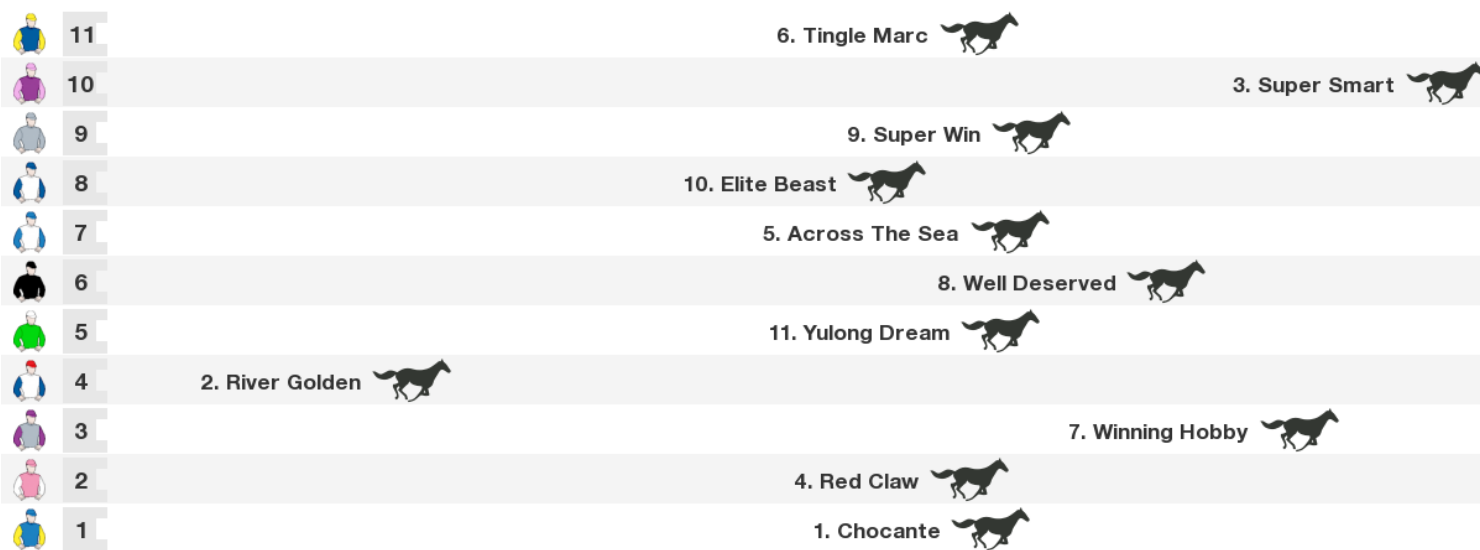 11 6. Tingle Marc
10 3. Super Smart
9 9. Super Win
8 10. Elite Beast
7 5. Across The Sea
6 8. Well Deserved
5 11. Yulong Dream
4 2. River Golden
3 7. Winning Hobby
2 4. Red Claw
1 1. Chocante